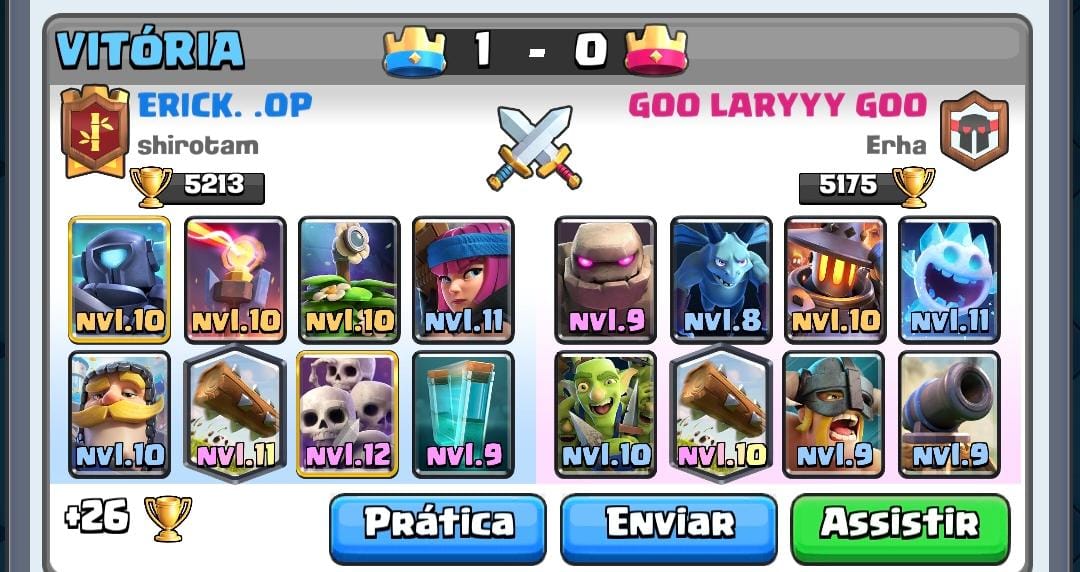 VITÓRIA 1 - 0
ERICK. .OP GOO LARYYY GOO
shirotam Erha
5213 5175
nvl.10 nvl.10 nvl.10 nvl.11 nvl.9 nvl.8 nvl.10 nvl.11
nvl.10 nvl.11 nvl.12 nvl.9 nvl.10 nvl.10 nvl.9 nvl.9
+26 Prática Enviar Assistir